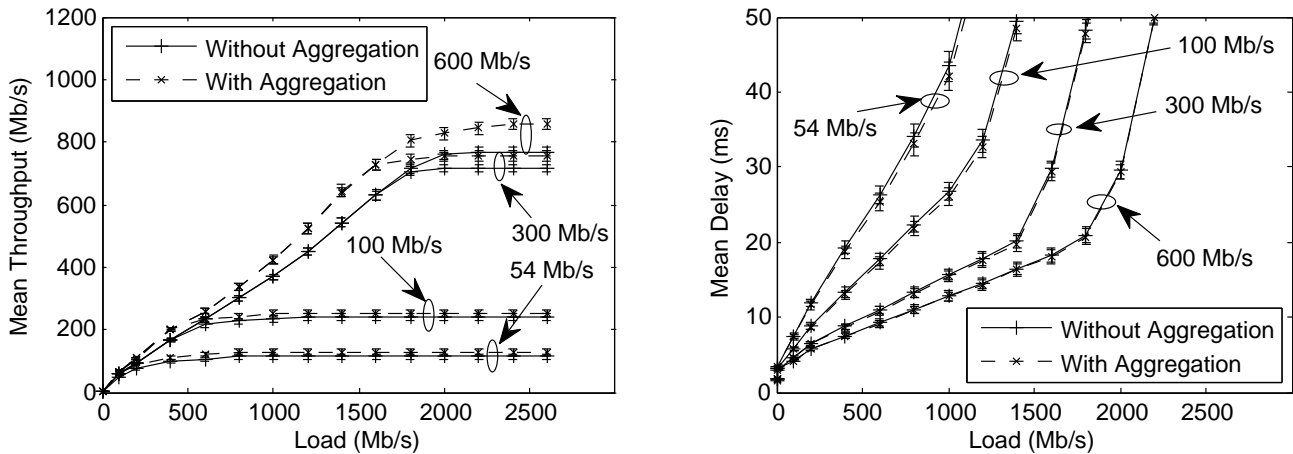 1200
1000
800
600
400
200
0
Mean Throughput (Mb/s)
Without Aggregation
With Aggregation
600 Mb/s
300 Mb/s
100 Mb/s
54 Mb/s
0 500 1000 1500 2000 2500
Load (Mb/s)
50
40
30
20
10
0
Mean Delay (ms)
100 Mb/s
54 Mb/s
300 Mb/s
600 Mb/s
Without Aggregation
With Aggregation
0 500 1000 1500 2000 2500
Load (Mb/s)